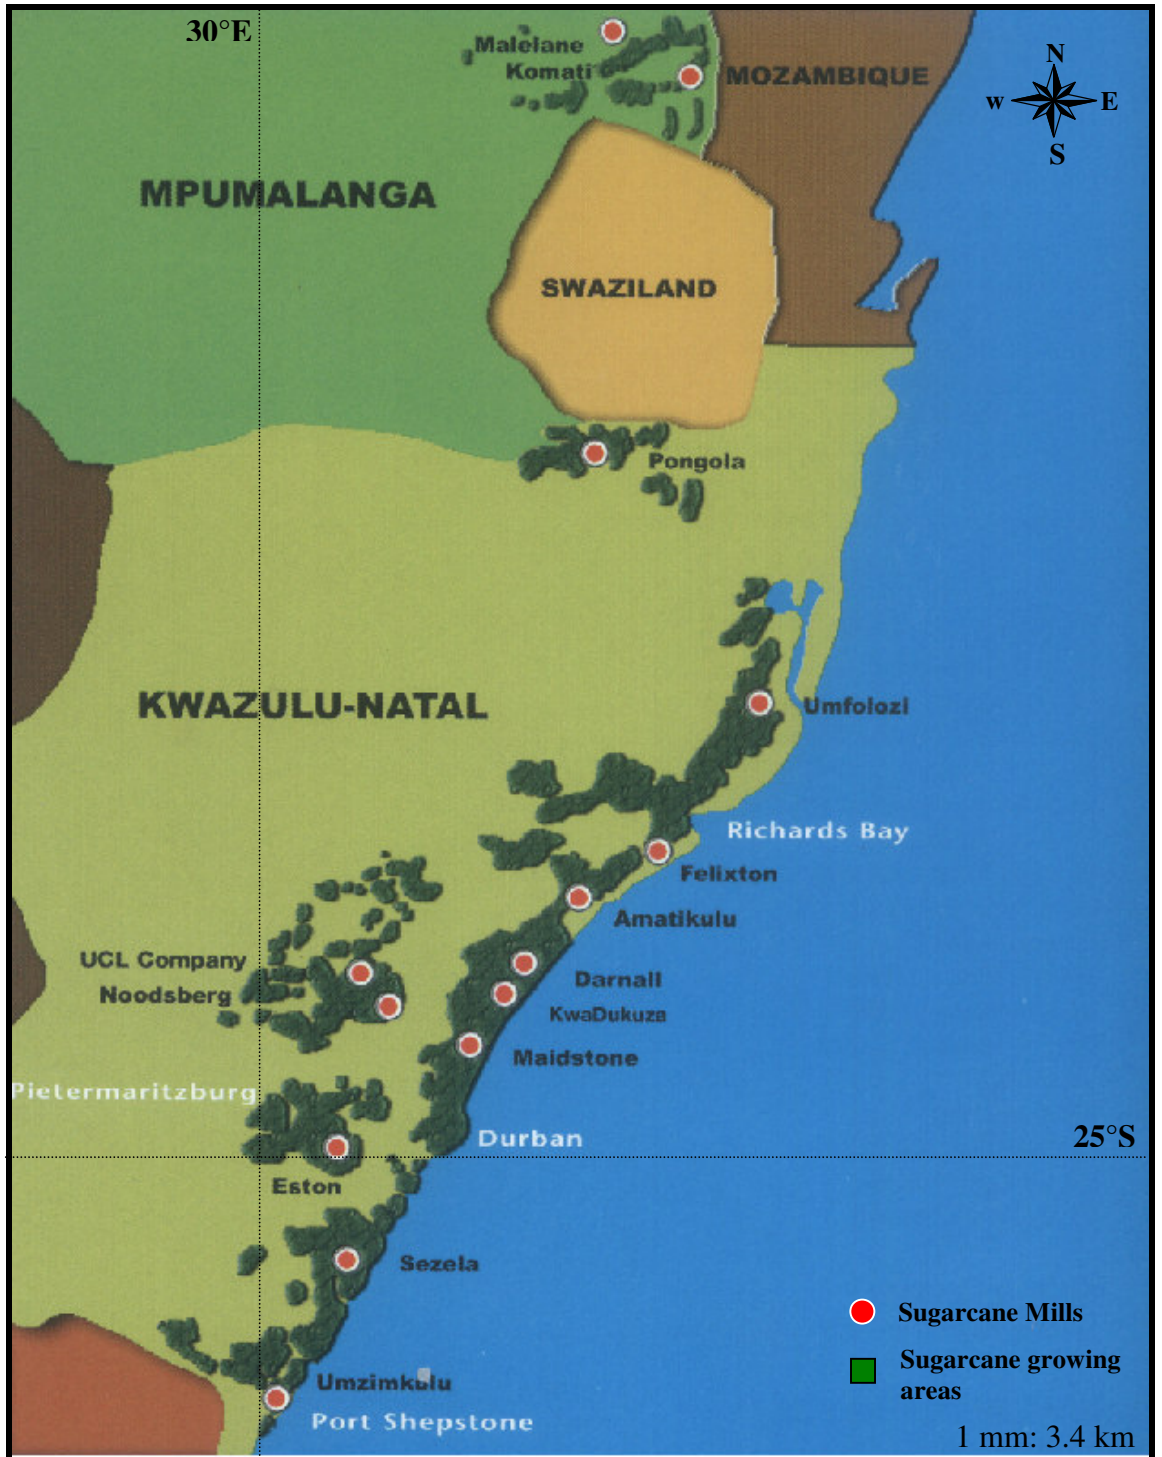 30°E
Malelane
Komati
MOZAMBIQUE
N
W
E
S
MPUMALANGA
SWAZILAND
Pongola
KWAZULU-NATAL
Umfolozi
Richards Bay
Felixton
Amatikulu
UCL Company
Noodsberg
Darnall
KwaDukuza
Maidstone
Pietermaritzburg
Durban
25°S
Eston
Sezela
Sugarcane Mills
Sugarcane growing
areas
Umzimkulu
Port Shepstone
1 mm: 3.4 km